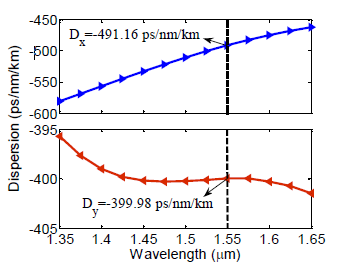 -450
D_x=-491.16 ps/nm/km
-500
-550
-600
-395
-400
D_y=-399.98 ps/nm/km
-405
1.35 1.4 1.45 1.5 1.55 1.6 1.65
Wavelength (μm)
Dispersion (ps/nm/km)